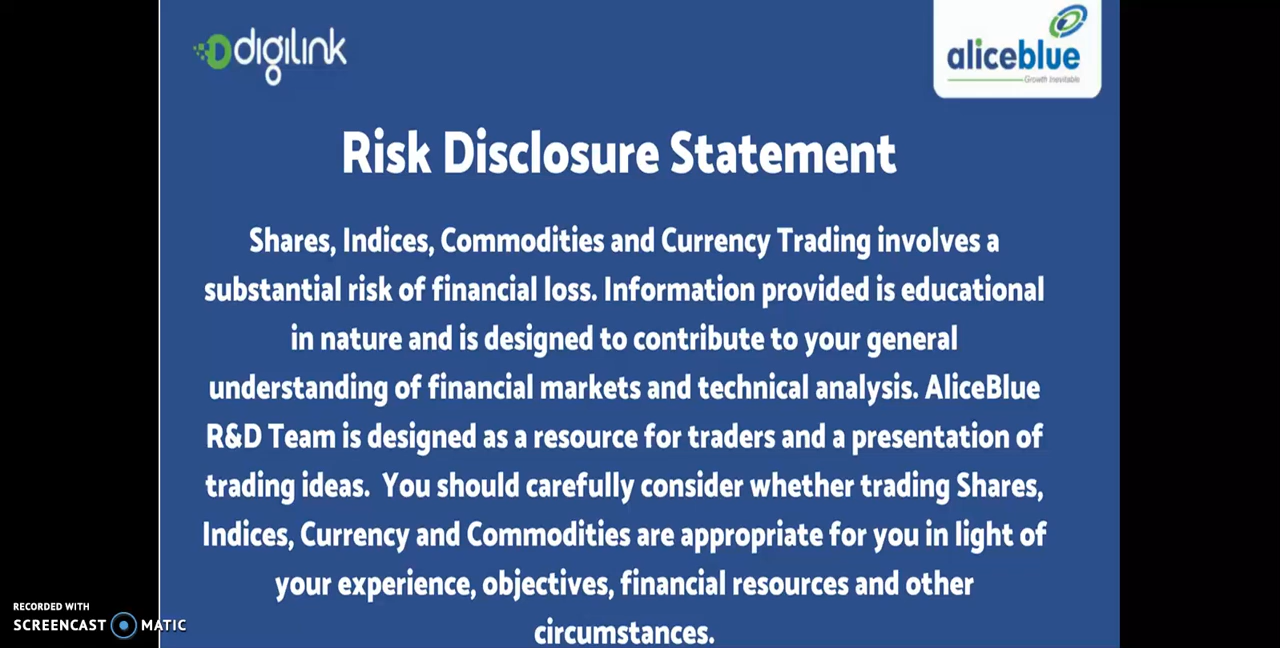 digilink
aliceblue
Growth Inevitable
Risk Disclosure Statement
Shares, Indices, Commodities and Currency Trading involves a
substantial risk of financial loss. Information provided is educational
in nature and is designed to contribute to your general
understanding of financial markets and technical analysis. AliceBlue
R&D Team is designed as a resource for traders and a presentation of
trading ideas.  You should carefully consider whether trading Shares,
Indices, Currency and Commodities are appropriate for you in light of
your experience, objectives, financial resources and other
circumstances.
RECORDED WITH
SCREENCAST MATIC